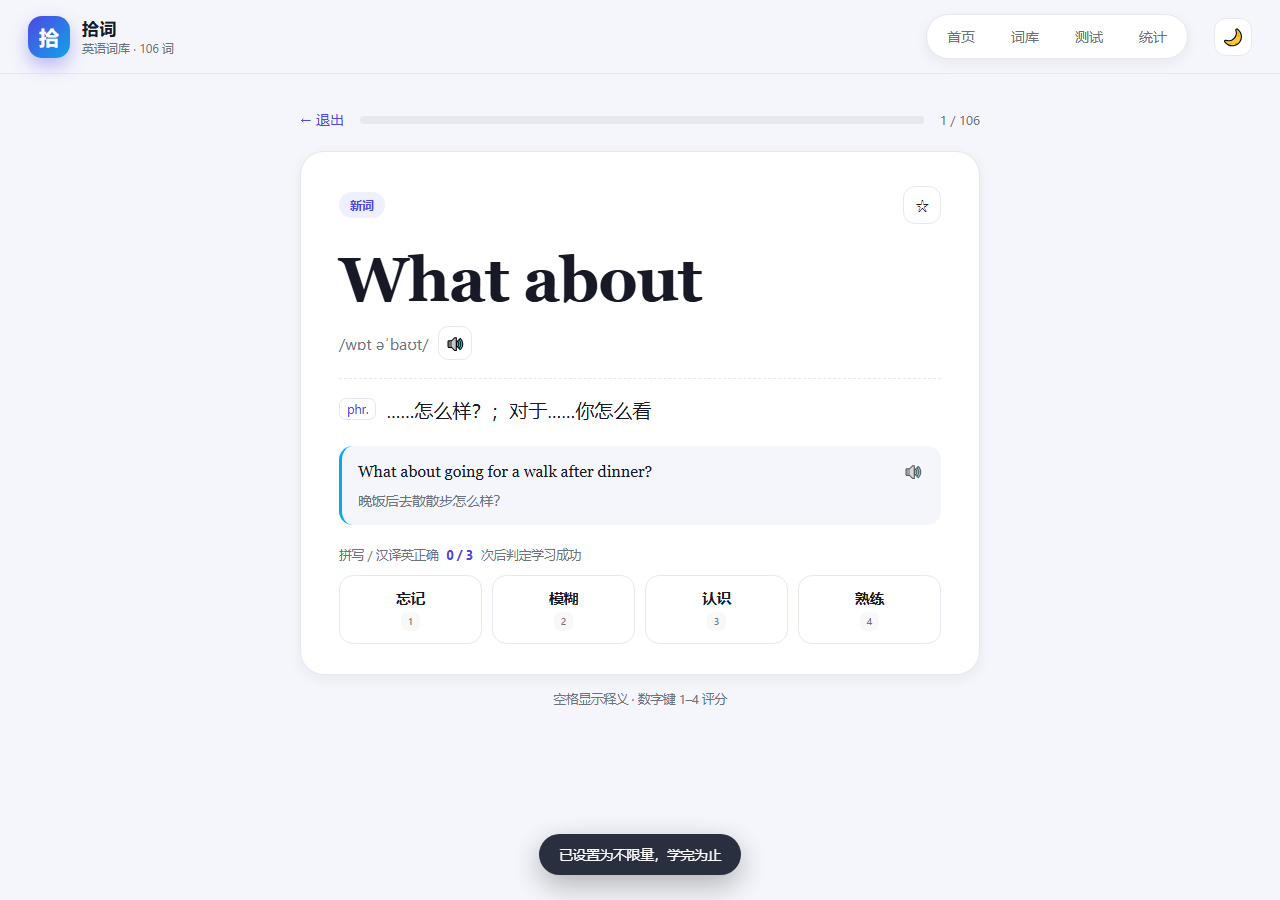 拾
拾词
英语词库 · 106 词
首页 词库 测试 统计
← 退出
1 / 106
新词
What about
/wɒt əˈbaʊt/
phr. ……怎么样？；对于……你怎么看
What about going for a walk after dinner?
晚饭后去散散步怎么样？
拼写 / 汉译英正确 0 / 3 次后判定学习成功
忘记 模糊 认识 熟练
1 2 3 4
空格显示释义 · 数字键 1–4 评分
已设置为不限量，学完为止